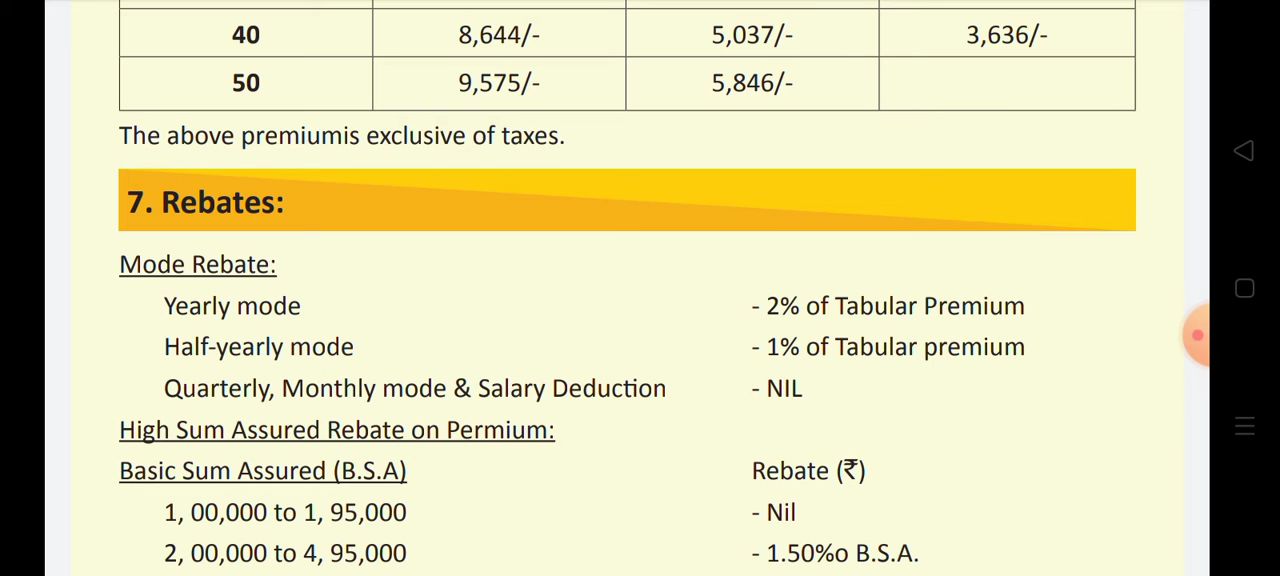 40 8,644/- 5,037/- 3,636/-
50 9,575/- 5,846/-
The above premiumis exclusive of taxes.
7. Rebates:
Mode Rebate:
Yearly mode - 2% of Tabular Premium
Half-yearly mode - 1% of Tabular premium
Quarterly, Monthly mode & Salary Deduction - NIL
High Sum Assured Rebate on Permium:
Basic Sum Assured (B.S.A) Rebate (₹)
1, 00,000 to 1, 95,000 - Nil
2, 00,000 to 4, 95,000 - 1.50%o B.S.A.